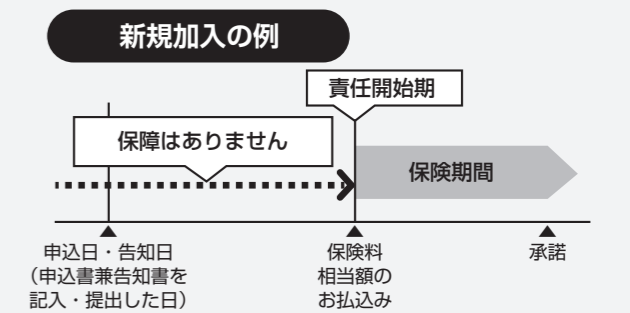 新規加入の例
責任開始期
保障はありません
保険期間
申込日・告知日
（申込書兼告知書を
記入・提出した日）
保険料
相当額の
お払込み
承諾